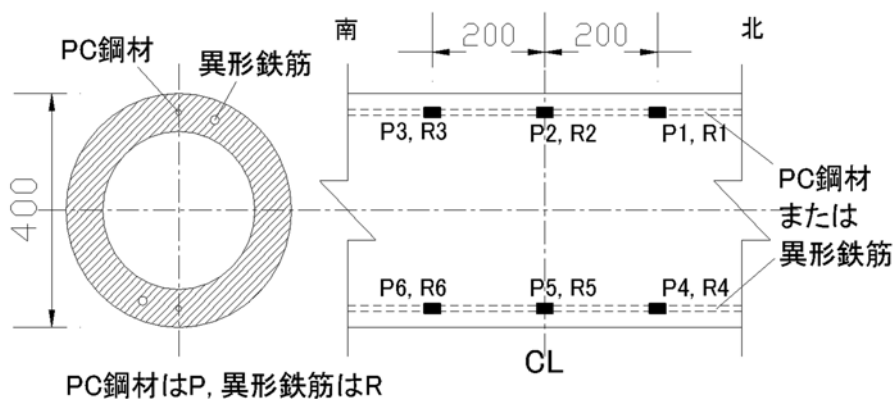 南
200
200
北
PC鋼材
異形鉄筋
400
P3, R3
P2, R2
P1, R1
PC鋼材
または
異形鉄筋
P6, R6
P5, R5
P4, R4
CL
PC鋼材はP, 異形鉄筋はR